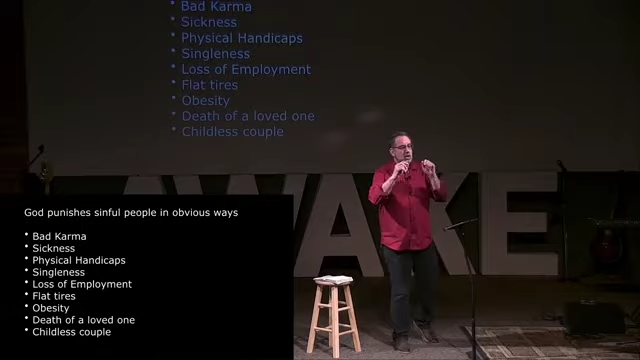 • Bad Karma
• Sickness
• Physical Handicaps
• Singleness
• Loss of Employment
• Flat tires
• Obesity
• Death of a loved one
• Childless couple
AWAKE
God punishes sinful people in obvious ways
• Bad Karma
• Sickness
• Physical Handicaps
• Singleness
• Loss of Employment
• Flat tires
• Obesity
• Death of a loved one
• Childless couple